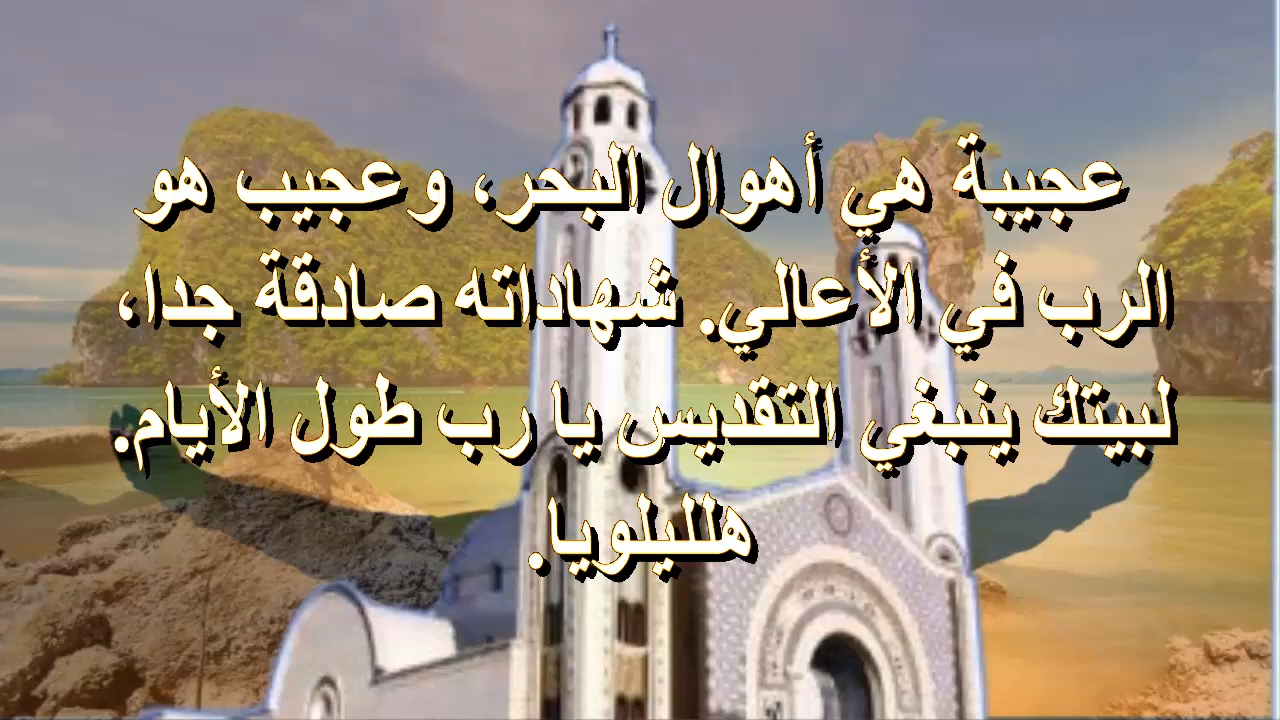 عجيبة هي أهوال البحر، وعجيب هو
الرب في الأعالي. شهاداته صادقة جدا،
لبيتك ينبغي التقديس يا رب طول الأيام.
هلليلويا.